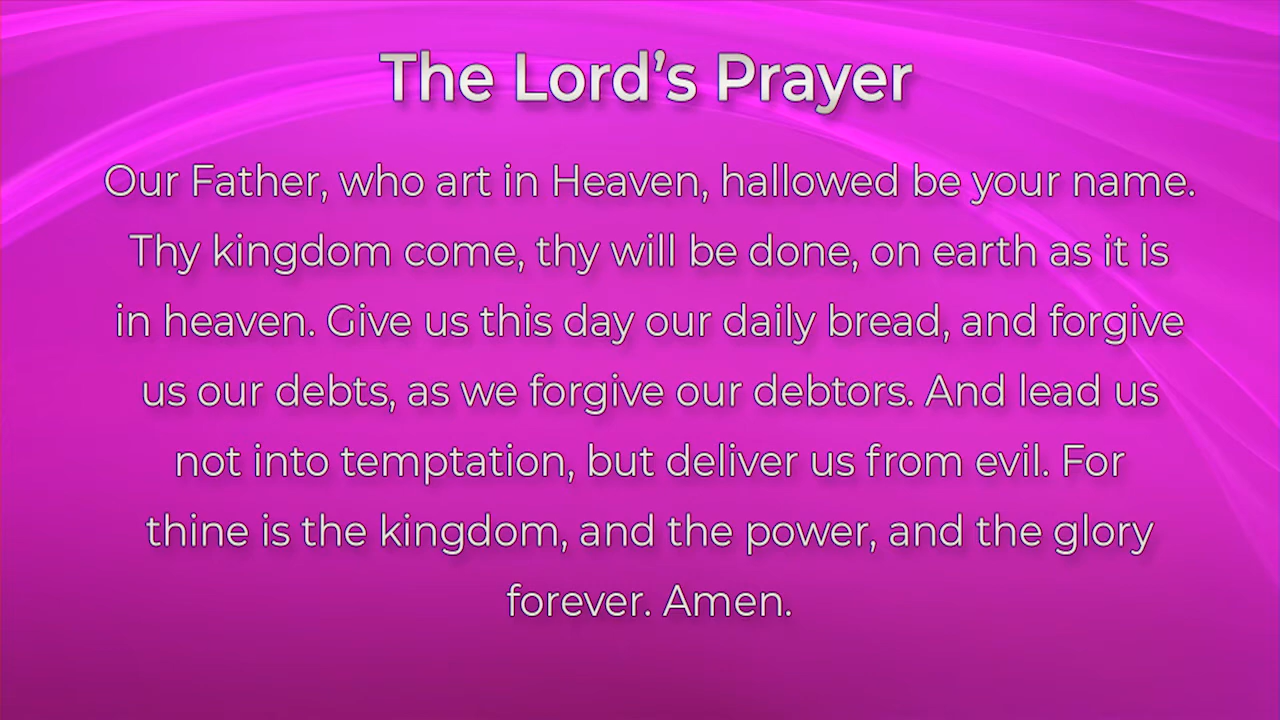 The Lord’s Prayer
Our Father, who art in Heaven, hallowed be your name.
Thy kingdom come, thy will be done, on earth as it is
in heaven. Give us this day our daily bread, and forgive
us our debts, as we forgive our debtors. And lead us
not into temptation, but deliver us from evil. For
thine is the kingdom, and the power, and the glory
forever. Amen.